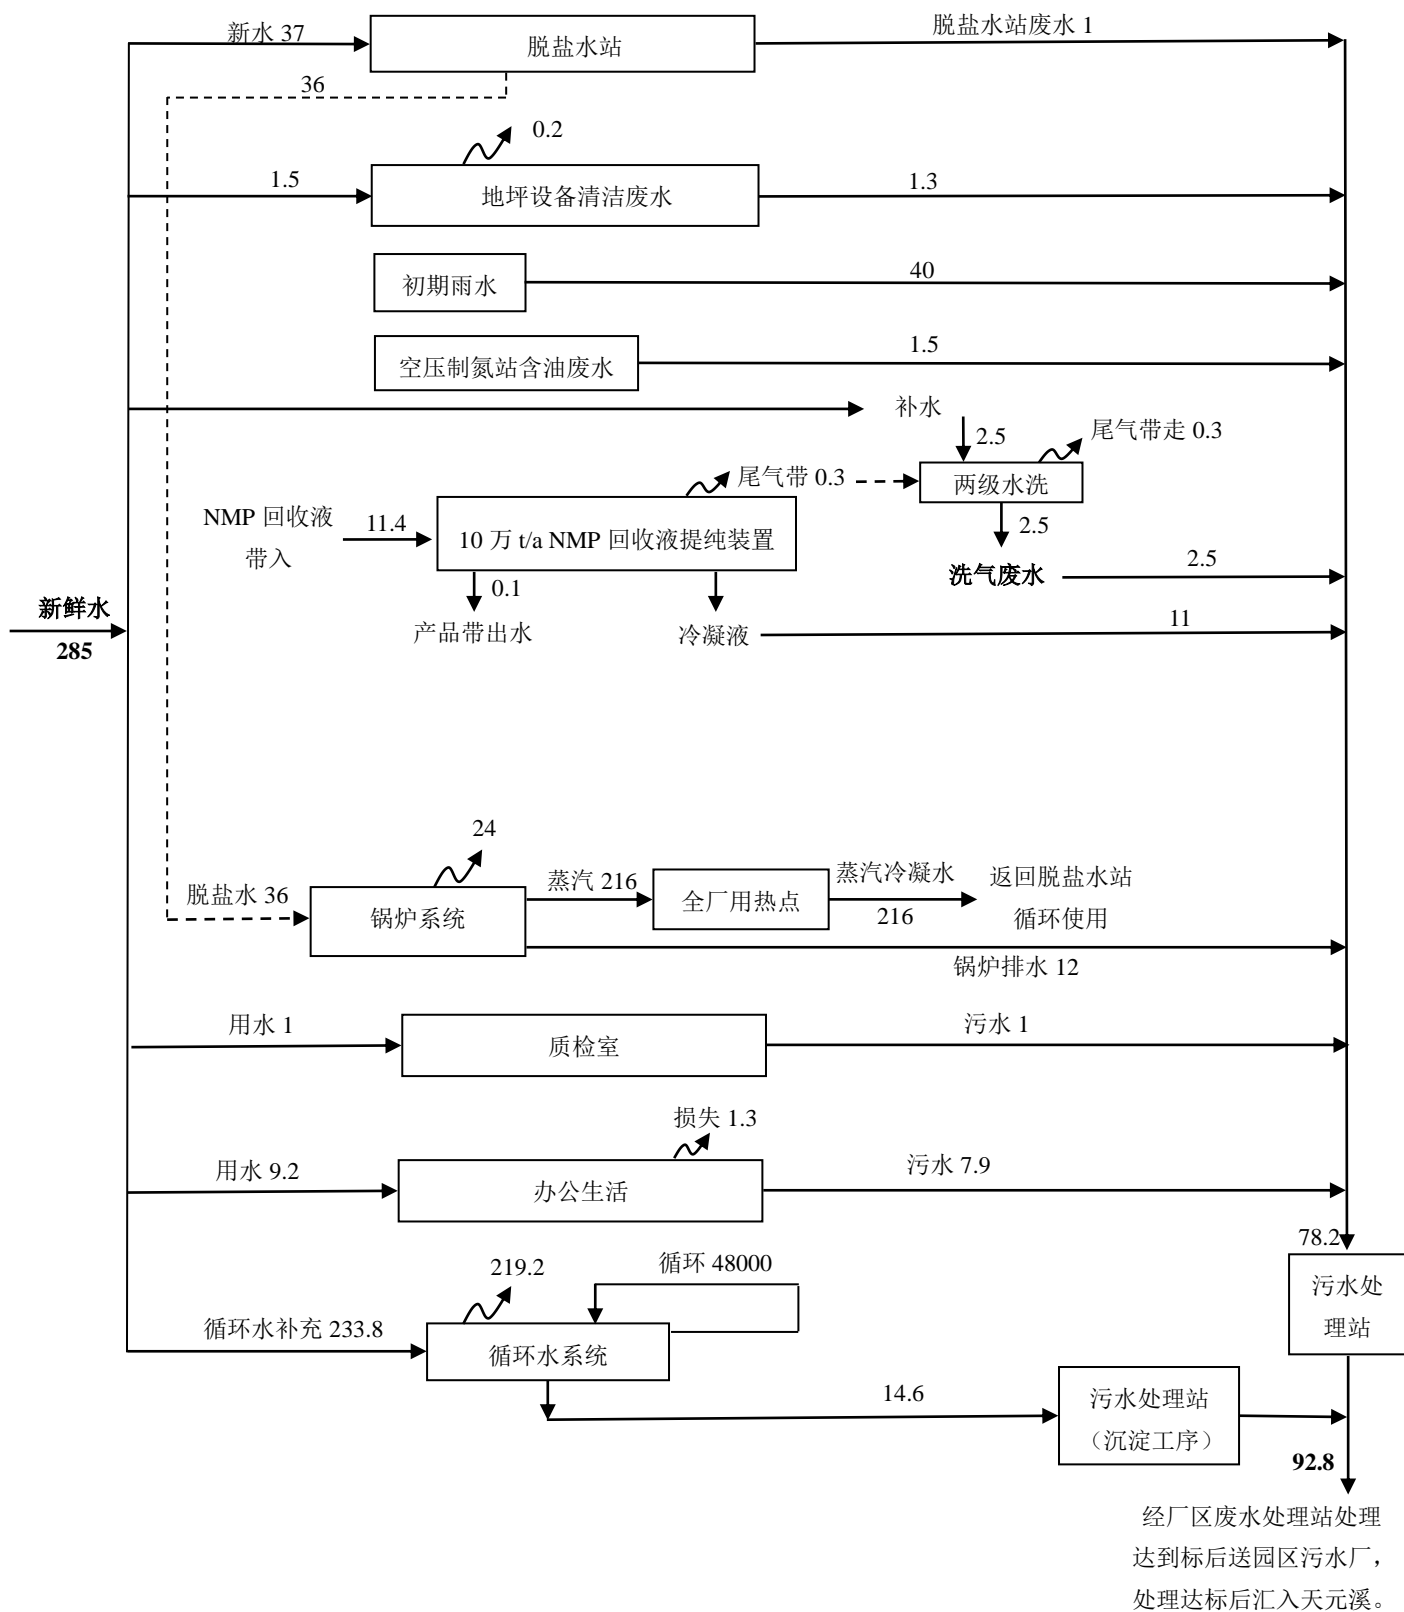 新水 37
脱盐水站
脱盐水站废水 1
36
0.2
1.5
地坪设备清洁废水
1.3
初期雨水
40
空压制氮站含油废水
1.5
补水
2.5
尾气带走 0.3
尾气带 0.3
两级水洗
NMP 回收液
带入
11.4
10 万 t/a NMP 回收液提纯装置
2.5
洗气废水
2.5
0.1
产品带出水
冷凝液
11
新鲜水
285
24
脱盐水 36
锅炉系统
蒸汽 216
全厂用热点
蒸汽冷凝水
216
返回脱盐水站
循环使用
锅炉排水 12
用水 1
质检室
污水 1
损失 1.3
用水 9.2
办公生活
污水 7.9
78.2
219.2
循环 48000
污水处
理站
循环水补充 233.8
循环水系统
14.6
污水处理站
（沉淀工序）
92.8
经厂区废水处理站处理
达到标后送园区污水厂，
处理达标后汇入天元溪。